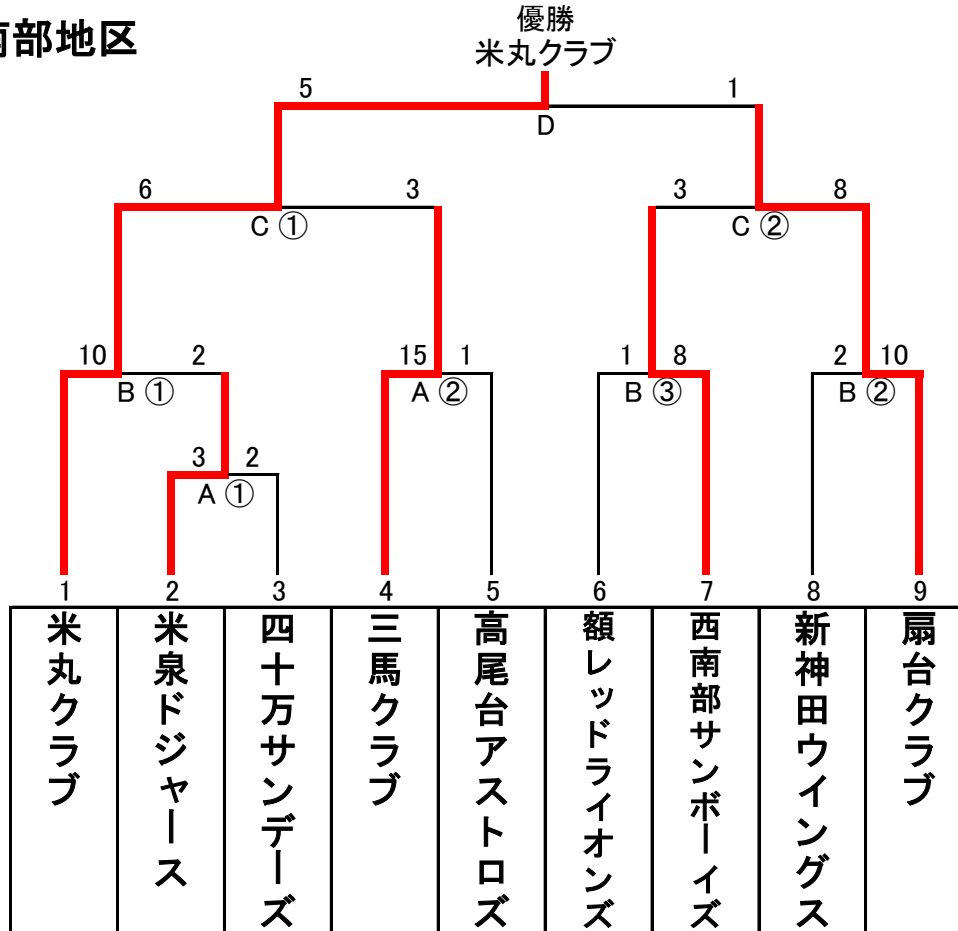 南部地区
優勝
米丸クラブ
5 1
D
6 3 3 8
C ① C ②
10 2 15 1 1 8 2 10
B ① A ② B ③ B ②
3 2
A ①
1 2 3 4 5 6 7 8 9
米丸クラブ
米泉ドジャース
四十万サンデーズ
三馬クラブ
高尾台アストロズ
額レッドライオンズ
西南部サンボーイズ
新神田ウイングス
扇台クラブ